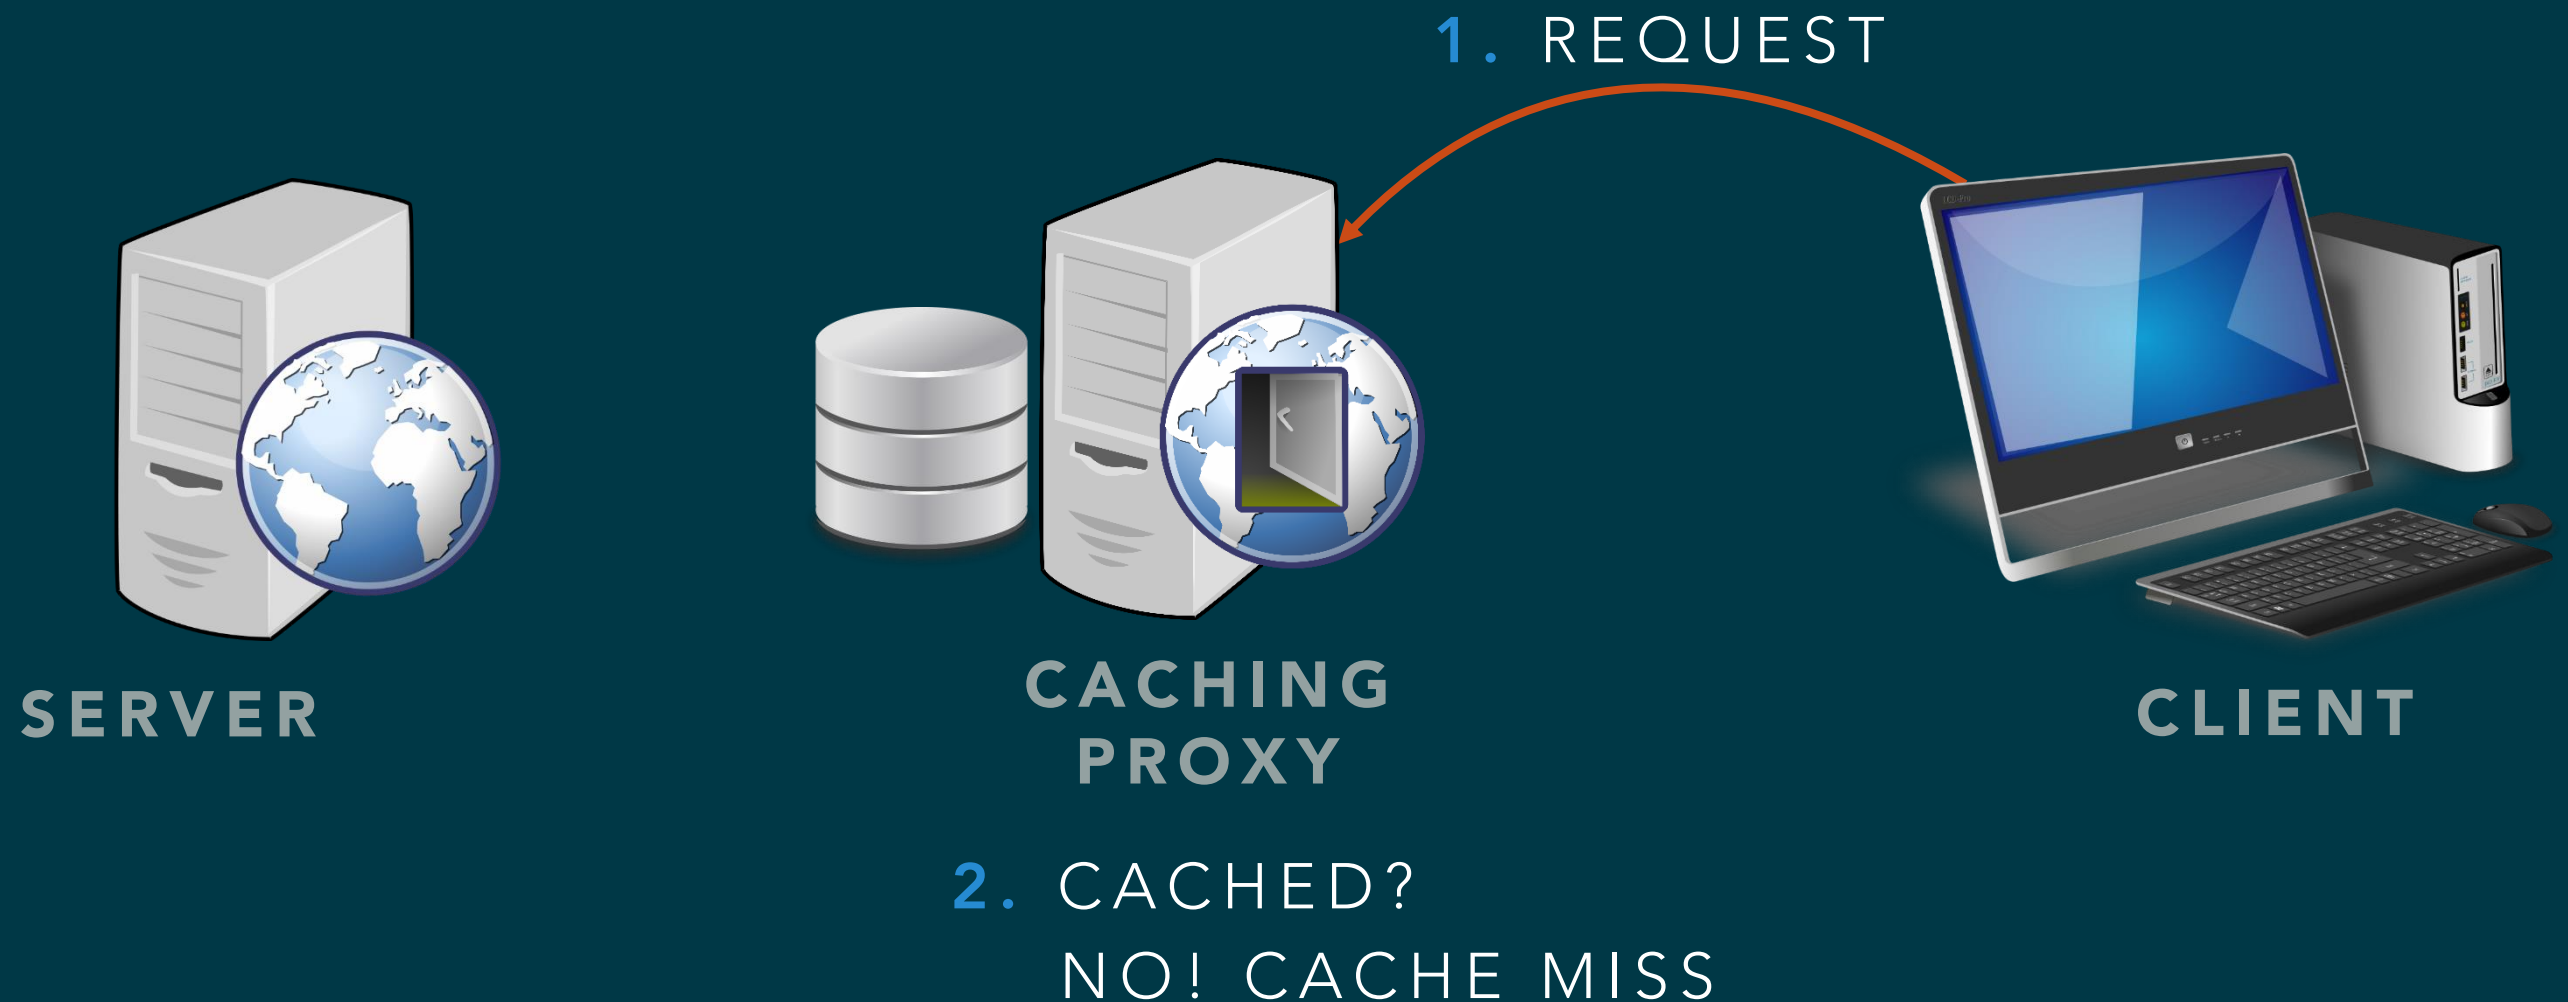 1. REQUEST
SERVER
CACHING
PROXY
CLIENT
2. CACHED?
NO! CACHE MISS